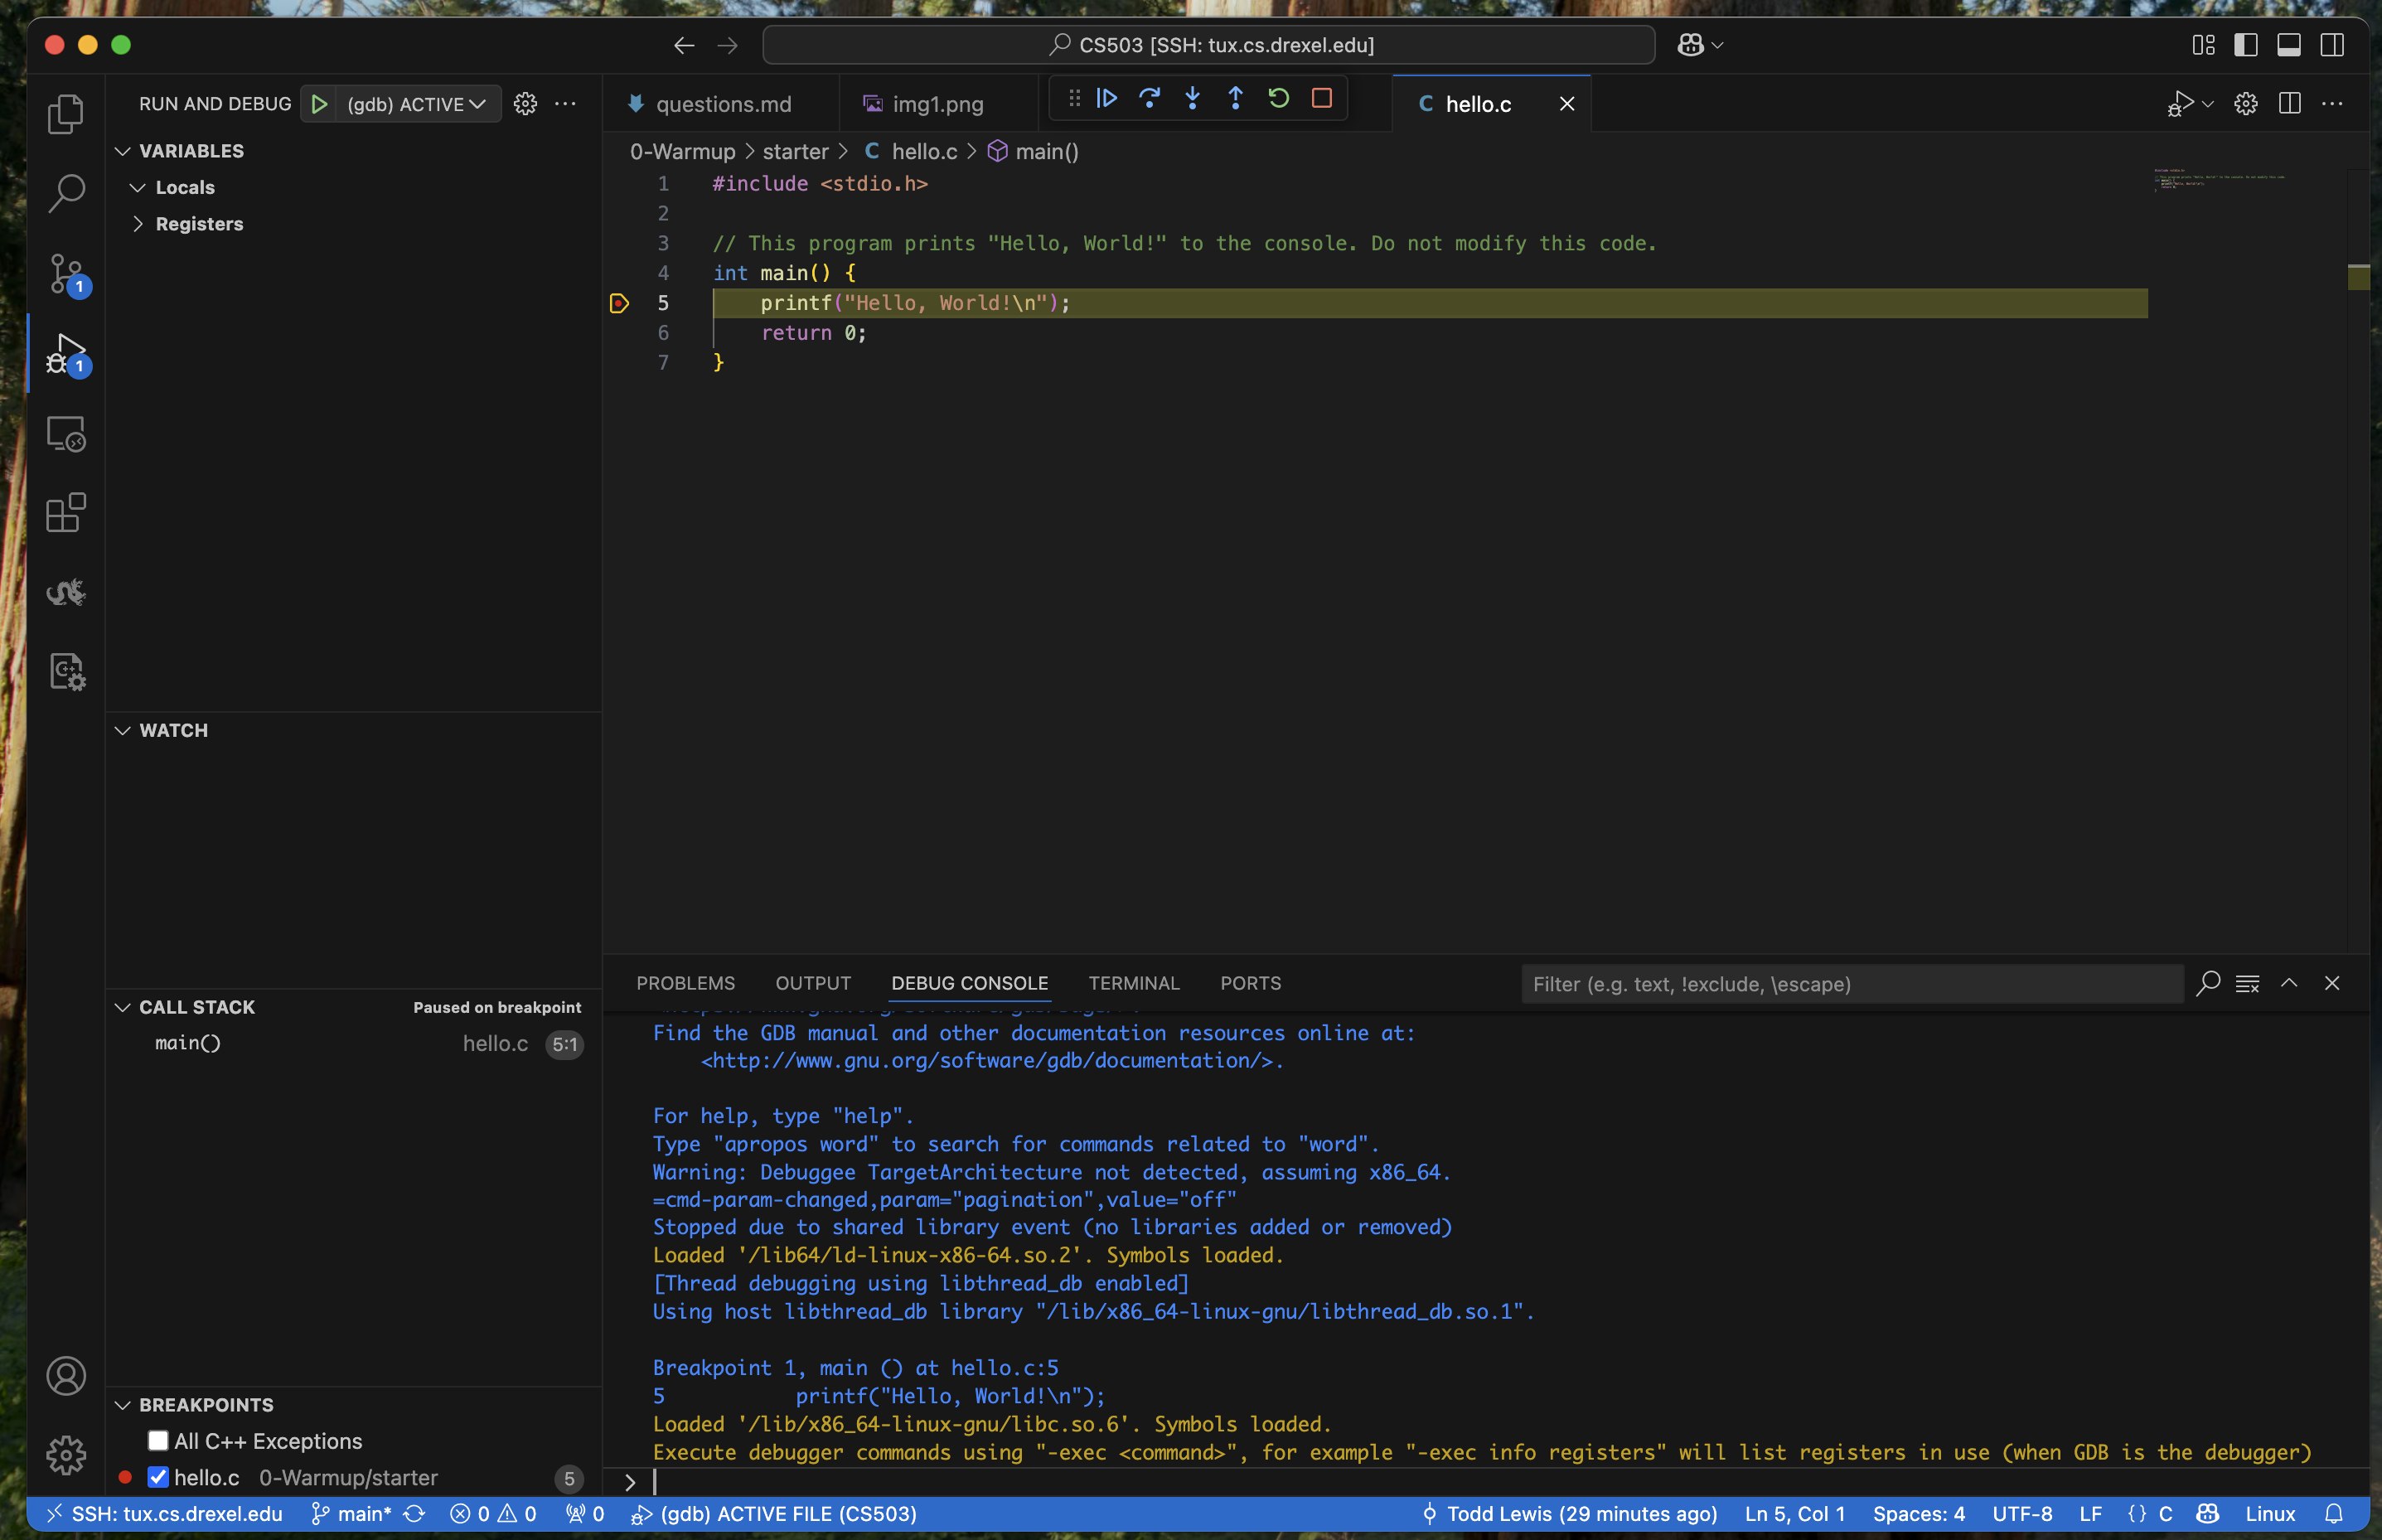 CS503 [SSH: tux.cs.drexel.edu]
RUN AND DEBUG
(gdb) ACTIVE
questions.md
img1.png
C hello.c
VARIABLES
Locals
Registers
0-Warmup > starter > C hello.c > main()
1 #include <stdio.h>
2
3 // This program prints "Hello, World!" to the console. Do not modify this code.
4 int main() {
5 printf("Hello, World!\n");
6 return 0;
7 }
1
1
WATCH
CALL STACK
Paused on breakpoint
main()
hello.c 5:1
BREAKPOINTS
All C++ Exceptions
hello.c 0-Warmup/starter 5
PROBLEMS
OUTPUT
DEBUG CONSOLE
TERMINAL
PORTS
Filter (e.g. text, !exclude, \escape)
Find the GDB manual and other documentation resources online at:
<http://www.gnu.org/software/gdb/documentation/>.
For help, type "help".
Type "apropos word" to search for commands related to "word".
Warning: Debuggee TargetArchitecture not detected, assuming x86_64.
=cmd-param-changed,param="pagination",value="off"
Stopped due to shared library event (no libraries added or removed)
Loaded '/lib64/ld-linux-x86-64.so.2'. Symbols loaded.
[Thread debugging using libthread_db enabled]
Using host libthread_db library "/lib/x86_64-linux-gnu/libthread_db.so.1".
Breakpoint 1, main () at hello.c:5
5 printf("Hello, World!\n");
Loaded '/lib/x86_64-linux-gnu/libc.so.6'. Symbols loaded.
Execute debugger commands using "-exec <command>", for example "-exec info registers" will list registers in use (when GDB is the debugger)
>
SSH: tux.cs.drexel.edu
main*
0 0
0
(gdb) ACTIVE FILE (CS503)
Todd Lewis (29 minutes ago)
Ln 5, Col 1
Spaces: 4
UTF-8
LF
{} C
Linux